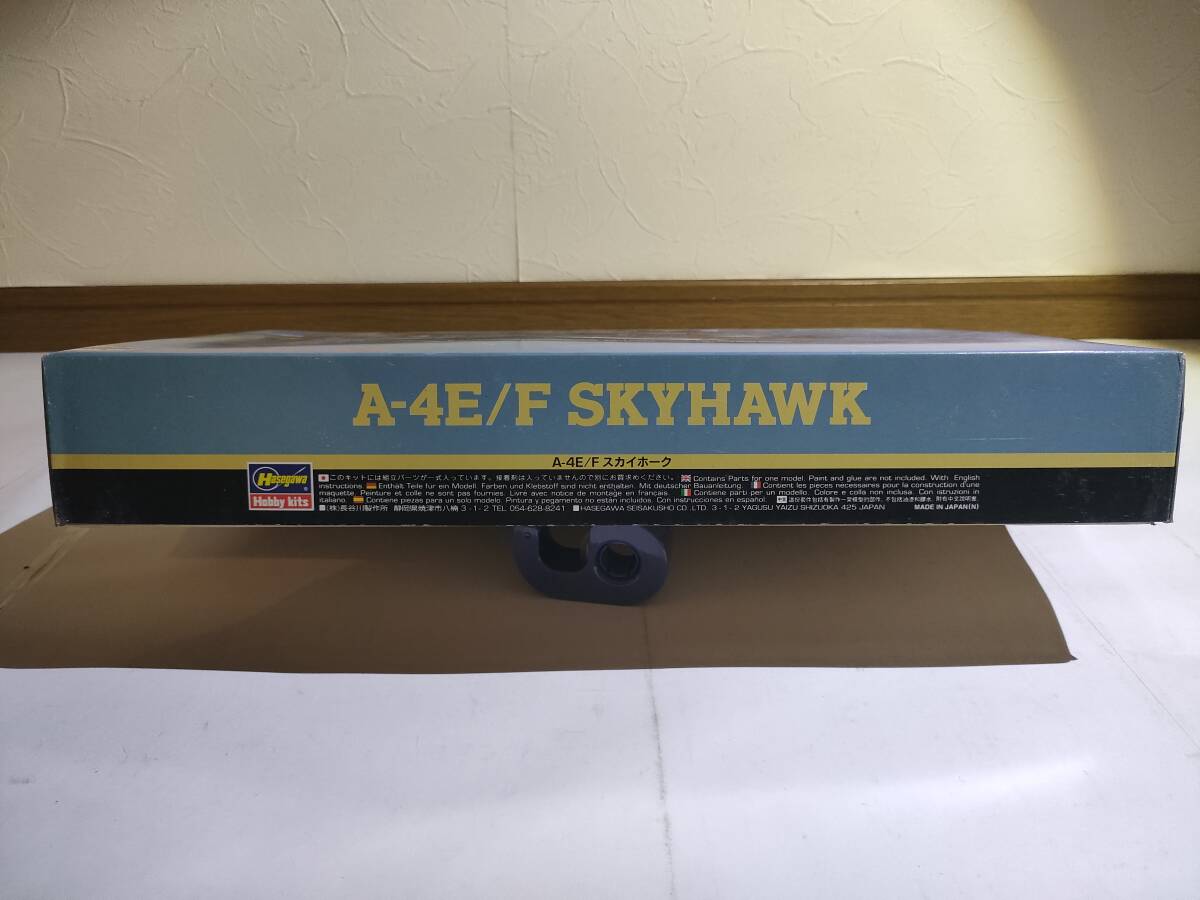 A-4E/F SKYHAWK
A-4E/F スカイホーク
Hasegawa
Hobby kits
このキットには組立パーツが一式入っています。接着剤は入っていませんので別にお買求めください。 Contains Parts for one model. Paint and glue are not included. With English
instructions. Enthalt Teile fur ein Modell. Farben und Klebstoff sind nicht enthalten. Mit deutscher Bauanleitung. Contient les pieces necessaires pour la construction d'une
maquette. Peinture et colle ne sont pas fournies. Livre avec notice de montage en français. Contiene parti per un modello. Colore e colla non inclusa. Con istruzioni in
italiano. Contiene piezas para un solo modelo. Pintura y pegamento no están incluidos. Con instrucciones en español.
■(株)長谷川製作所 静岡県焼津市八楠 3-1-2 TEL 054-628-8241 ■HASEGAWA SEISAKUSHO CO.,LTD. 3-1-2 YAGUSU YAIZU SHIZUOKA 425 JAPAN MADE IN JAPAN(N)